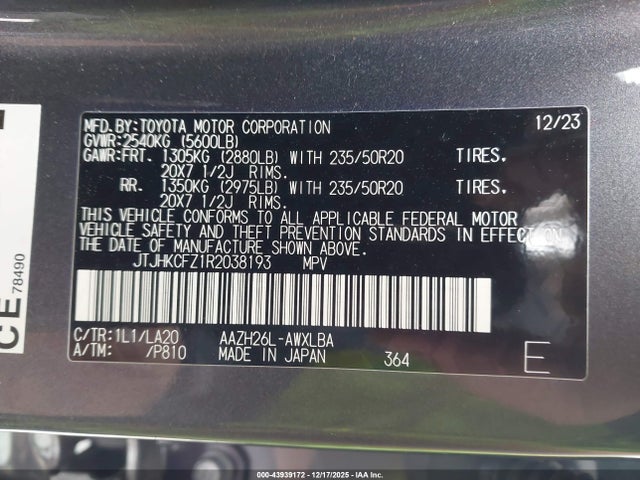 MFD.BY:TOYOTA MOTOR CORPORATION 12/23
GVWR:2540KG (5600LB)
GAWR:FRT. 1305KG (2880LB) WITH 235/50R20 TIRES.
20X7 1/2J RIMS.
RR. 1350KG (2975LB) WITH 235/50R20 TIRES.
20X7 1/2J RIMS.
THIS VEHICLE CONFORMS TO ALL APPLICABLE FEDERAL MOTOR
VEHICLE SAFETY AND THEFT PREVENTION STANDARDS IN EFFECT ON
THE DATE OF MANUFACTURE SHOWN ABOVE.
JTJHKCFZ1R2038193 MPV
C/TR:1L1/LA20 AAZH26L-AWXLBA
A/TM: /P810 MADE IN JAPAN 364 E
CE 78490
000-43939172 - 12/17/2025 - IAAI.COM